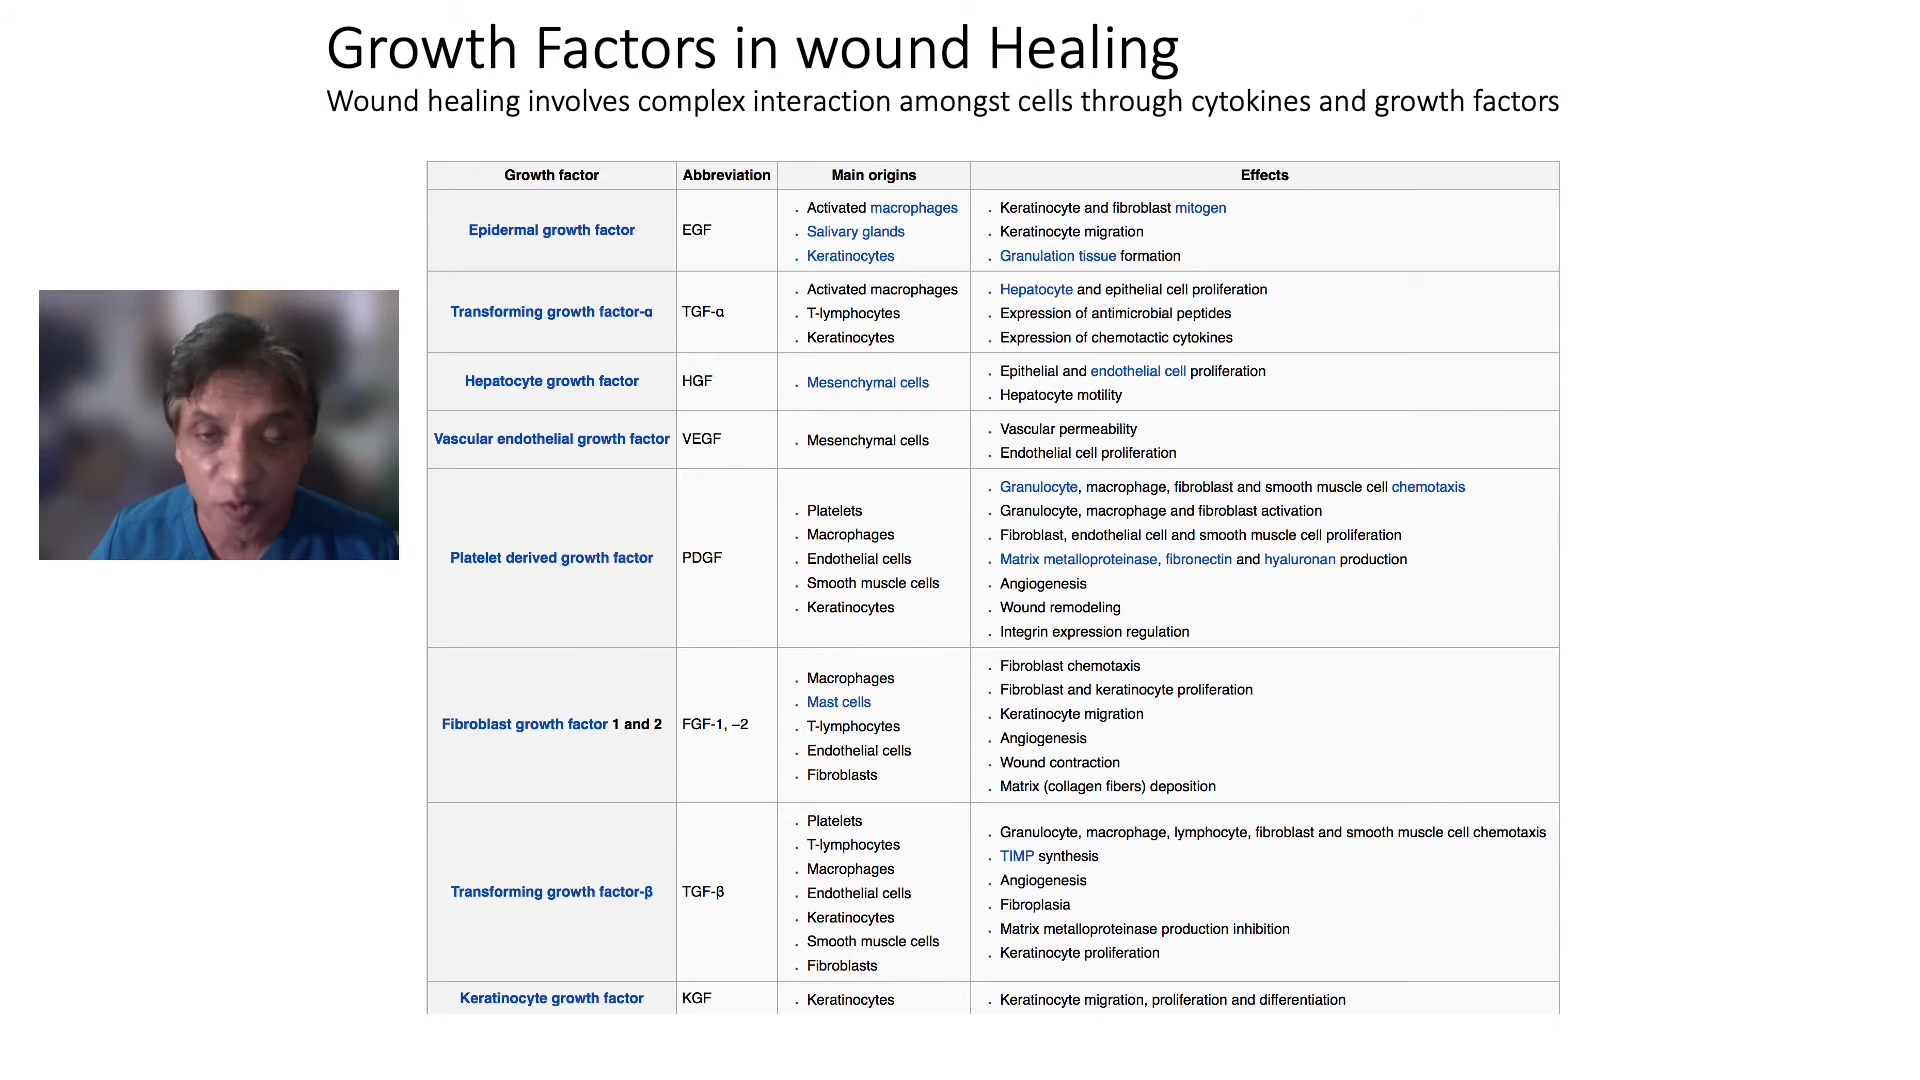 Growth Factors in wound Healing
Wound healing involves complex interaction amongst cells through cytokines and growth factors
Growth factor Abbreviation Main origins Effects
Epidermal growth factor EGF
Activated macrophages
Salivary glands
Keratinocytes
Keratinocyte and fibroblast mitogen
Keratinocyte migration
Granulation tissue formation
Transforming growth factor-α TGF-α
Activated macrophages
T-lymphocytes
Keratinocytes
Hepatocyte and epithelial cell proliferation
Expression of antimicrobial peptides
Expression of chemotactic cytokines
Hepatocyte growth factor HGF
Mesenchymal cells
Epithelial and endothelial cell proliferation
Hepatocyte motility
Vascular endothelial growth factor VEGF
Mesenchymal cells
Vascular permeability
Endothelial cell proliferation
Platelet derived growth factor PDGF
Platelets
Macrophages
Endothelial cells
Smooth muscle cells
Keratinocytes
Granulocyte, macrophage, fibroblast and smooth muscle cell chemotaxis
Granulocyte, macrophage and fibroblast activation
Fibroblast, endothelial cell and smooth muscle cell proliferation
Matrix metalloproteinase, fibronectin and hyaluronan production
Angiogenesis
Wound remodeling
Integrin expression regulation
Fibroblast growth factor 1 and 2 FGF-1, –2
Macrophages
Mast cells
T-lymphocytes
Endothelial cells
Fibroblasts
Fibroblast chemotaxis
Fibroblast and keratinocyte proliferation
Keratinocyte migration
Angiogenesis
Wound contraction
Matrix (collagen fibers) deposition
Transforming growth factor-β TGF-β
Platelets
T-lymphocytes
Macrophages
Endothelial cells
Keratinocytes
Smooth muscle cells
Fibroblasts
Granulocyte, macrophage, lymphocyte, fibroblast and smooth muscle cell chemotaxis
TIMP synthesis
Angiogenesis
Fibroplasia
Matrix metalloproteinase production inhibition
Keratinocyte proliferation
Keratinocyte growth factor KGF
Keratinocytes
Keratinocyte migration, proliferation and differentiation